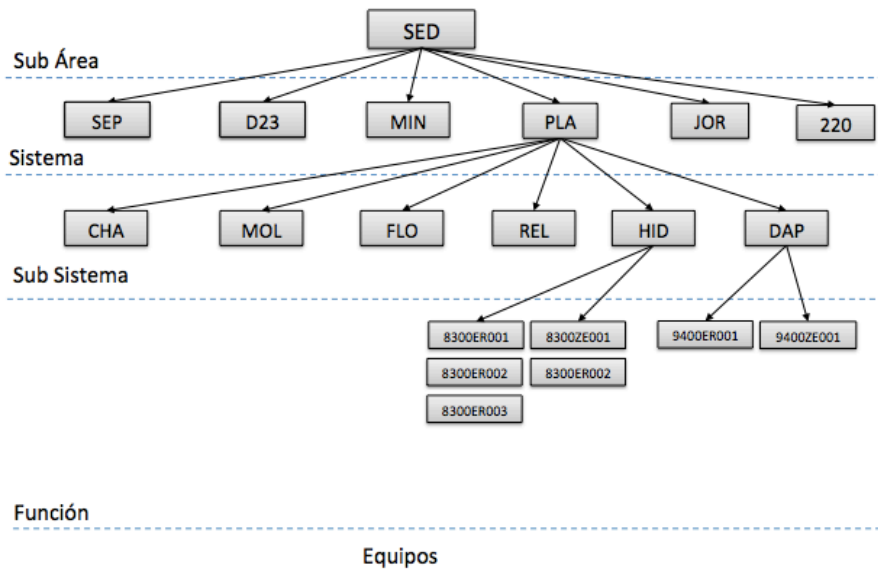 SED
Sub Área
SEP D23 MIN PLA JOR 220
Sistema
CHA MOL FLO REL HID DAP
Sub Sistema
8300ER001 8300ZE001 9400ER001 9400ZE001
8300ER002 8300ER002
8300ER003
Función
Equipos